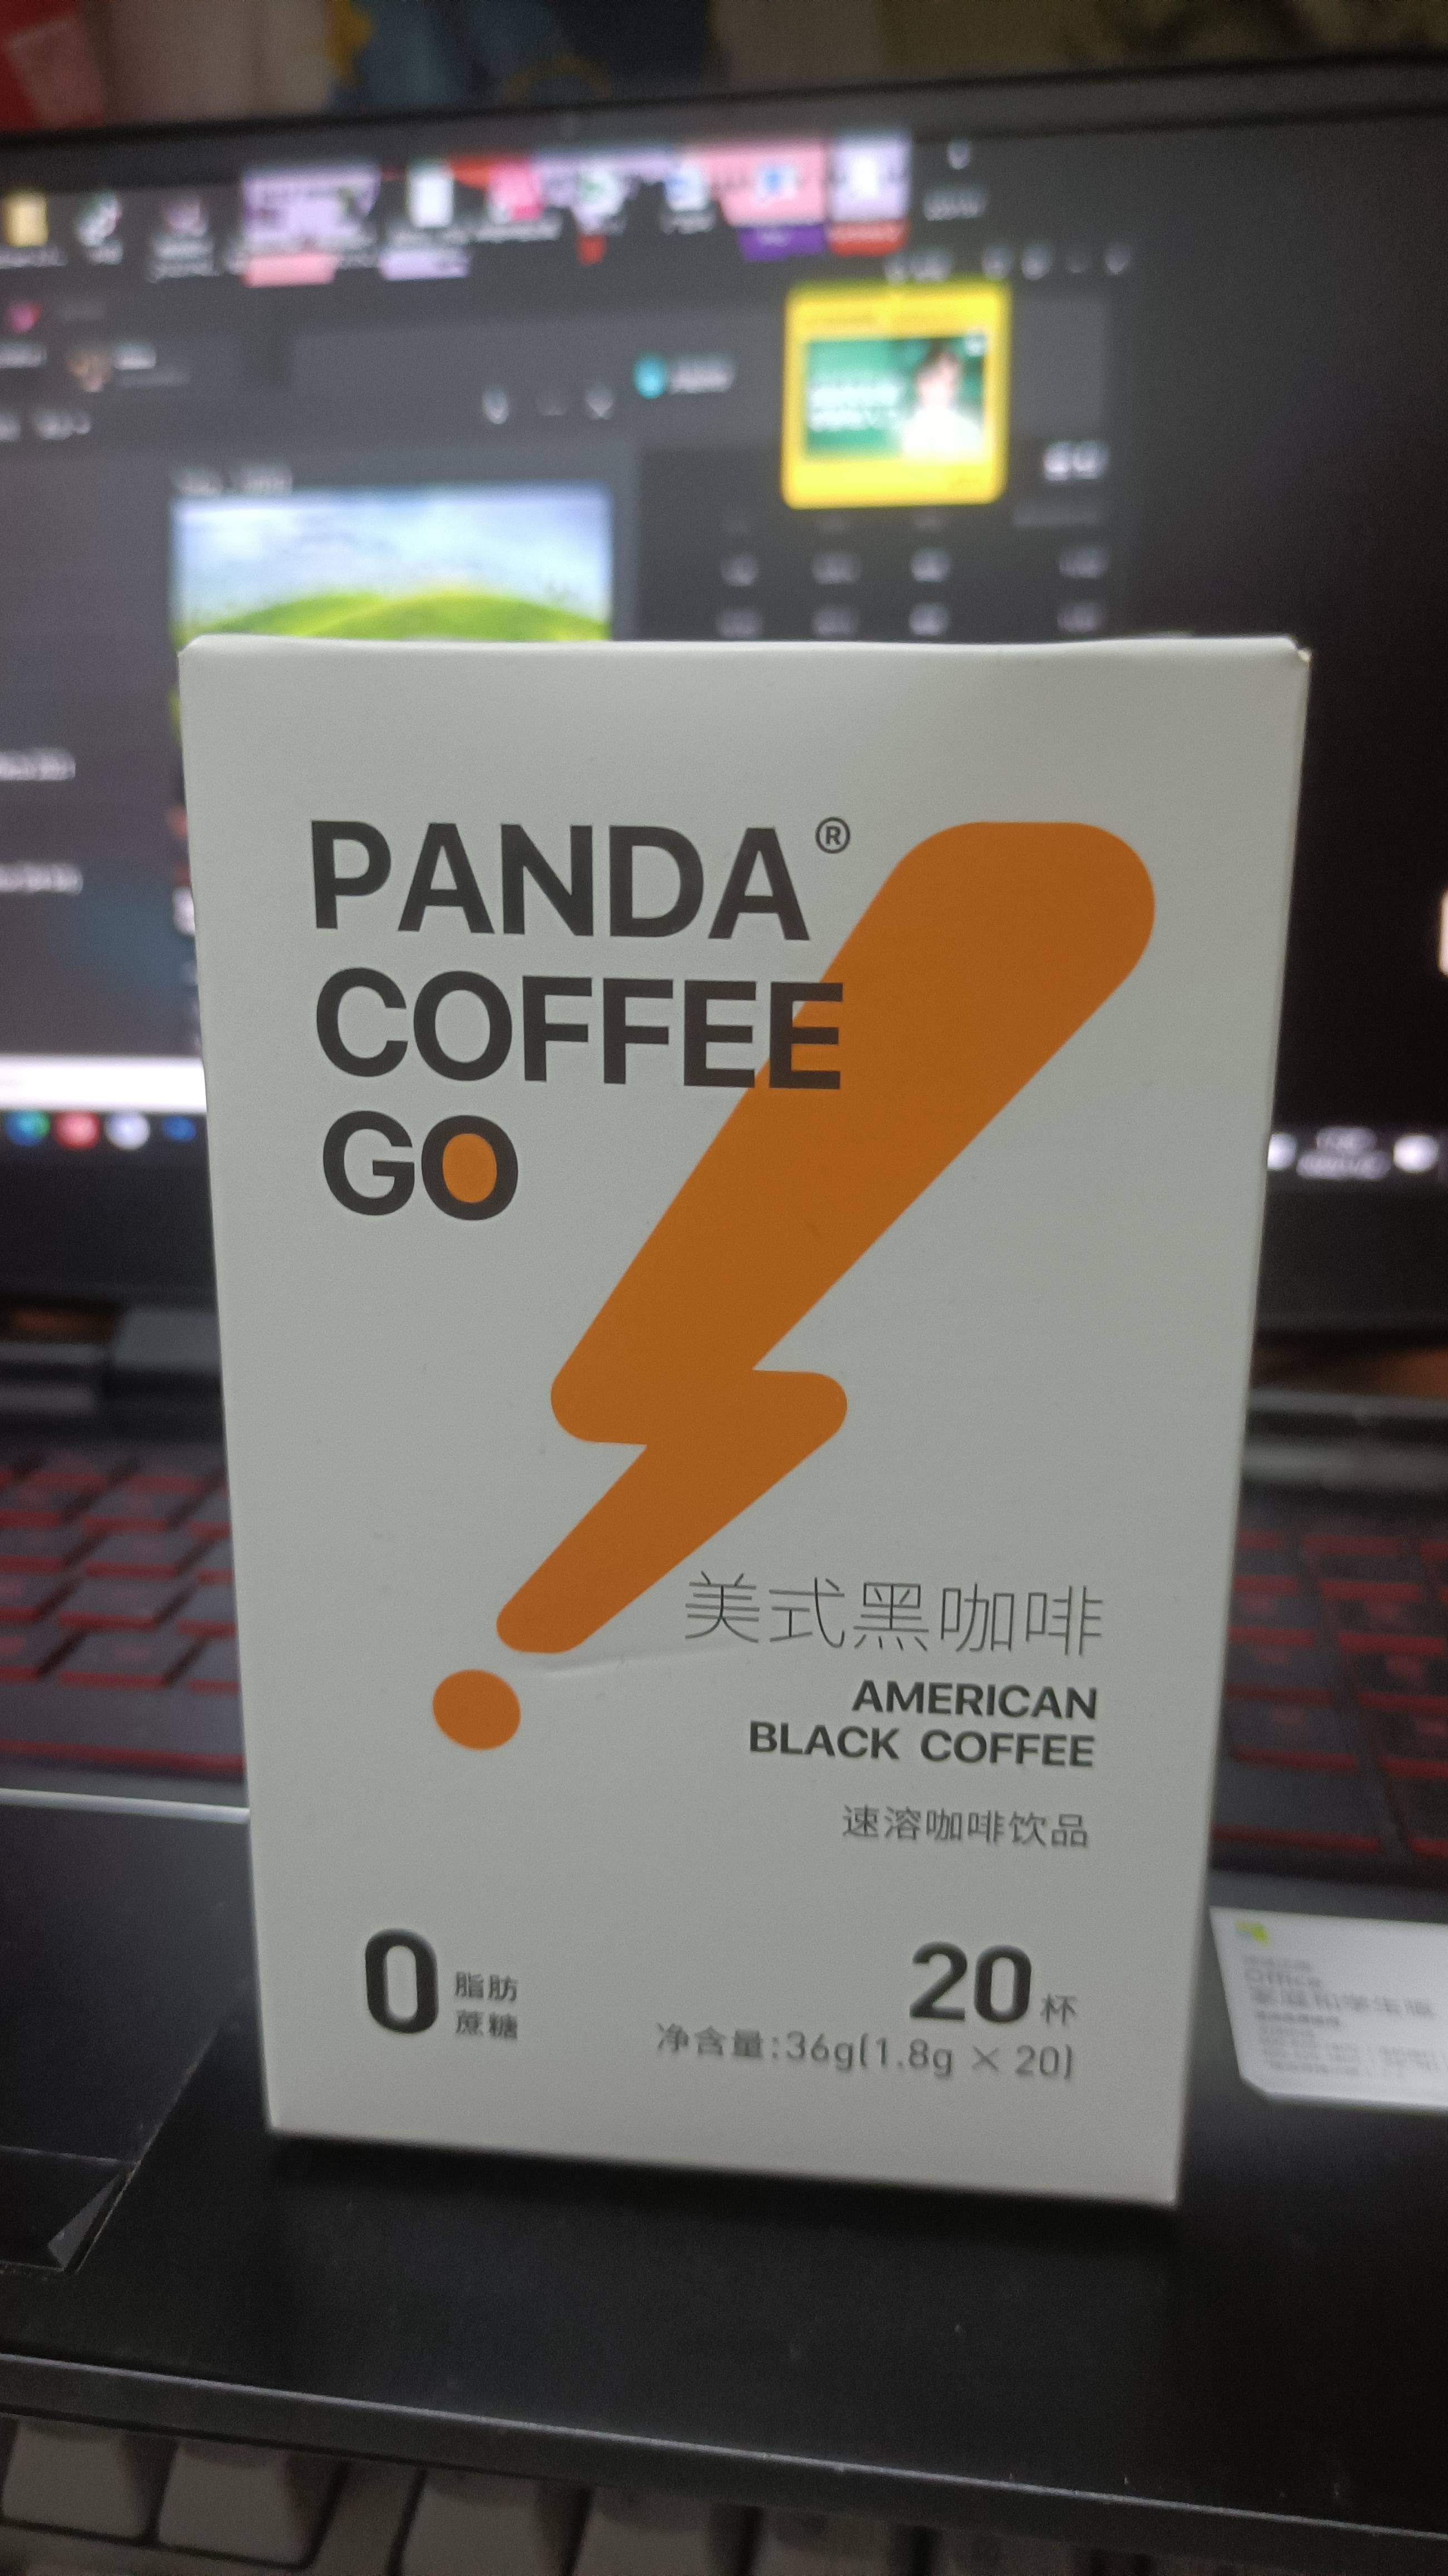 PANDA®
COFFEE
GO
美式黑咖啡
AMERICAN
BLACK COFFEE
速溶咖啡饮品
0 脂肪
蔗糖
20杯
净含量:36g(1.8g × 20)
Office